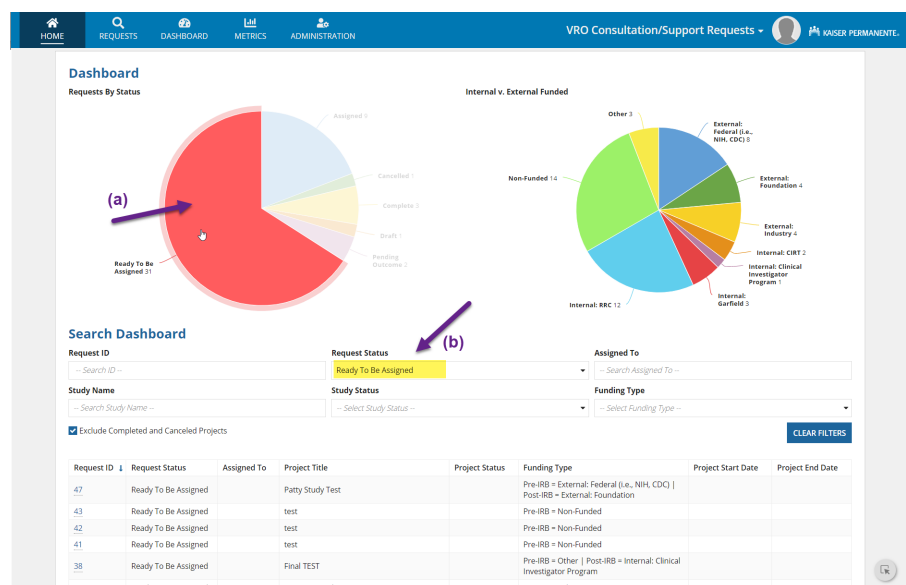 HOME
REQUESTS
DASHBOARD
METRICS
ADMINISTRATION
VRO Consultation/Support Requests
KAISER PERMANENTE.
Dashboard
Requests By Status
Internal v. External Funded
Assigned
Cancelled 1
Complete
Draft 1
Pending
Outcome 2
Ready To Be
Assigned 31
(a)
Other 3
External:
Federal (i.e.,
NIH, CDC) 8
External:
Foundation 4
External:
Industry 4
Internal: CIRT 2
Internal: Clinical
Investigator
Program 1
Internal:
Garfield 3
Internal: RRC 12
Non-Funded 14
(b)
Search Dashboard
Request ID
Request Status
Assigned To
-- Search ID --
Ready To Be Assigned
-- Search Assigned To --
Study Name
Study Status
Funding Type
-- Search Study Name --
-- Select Study Status --
-- Select Funding Type --
Exclude Completed and Canceled Projects
CLEAR FILTERS
Request ID Request Status Assigned To Project Title Project Status Funding Type Project Start Date Project End Date
47 Ready To Be Assigned Patty Study Test Pre-IRB = External: Federal (i.e., NIH, CDC) |
Post-IRB = External: Foundation
43 Ready To Be Assigned test Pre-IRB = Non-Funded
42 Ready To Be Assigned test Pre-IRB = Non-Funded
41 Ready To Be Assigned test Pre-IRB = Non-Funded
38 Ready To Be Assigned Final TEST Pre-IRB = Other | Post-IRB = Internal: Clinical
Investigator Program